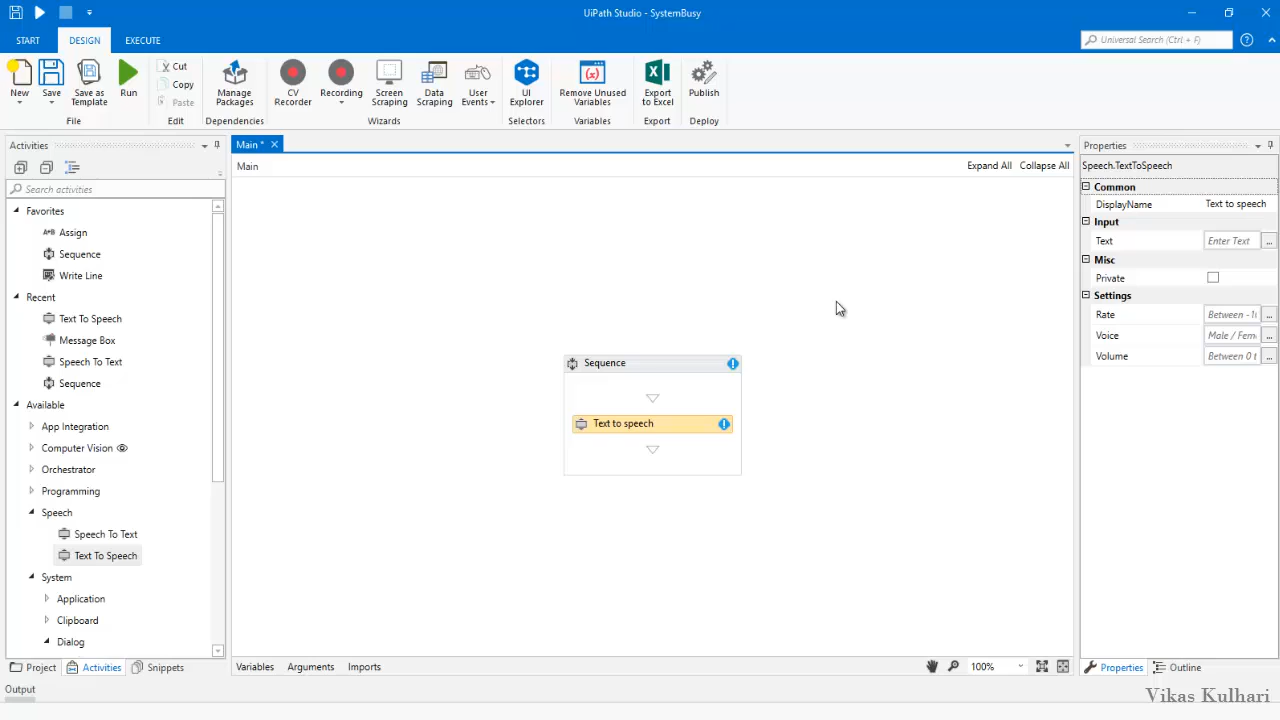 UiPath Studio - SystemBusy
START DESIGN EXECUTE
Universal Search (Ctrl + F)
New Save Save as Template Run
Cut
Copy
Paste
Manage Packages
CV Recorder
Recording
Screen Scraping
Data Scraping
User Events
UI Explorer
Remove Unused Variables
Export to Excel
Publish
File Edit Dependencies Wizards Selectors Variables Export Deploy
Activities
Search activities
Favorites
Assign
Sequence
Write Line
Recent
Text To Speech
Message Box
Speech To Text
Sequence
Available
App Integration
Computer Vision
Orchestrator
Programming
Speech
Speech To Text
Text To Speech
System
Application
Clipboard
Dialog
Project Activities Snippets
Output
Main *
Main
Expand All Collapse All
Sequence
Text to speech
Variables Arguments Imports
100%
Properties
Speech.TextToSpeech
Common
DisplayName Text to speech
Input
Text Enter Text ...
Misc
Private
Settings
Rate Between -1 ...
Voice Male / Fem ...
Volume Between 0 t ...
Properties Outline
Vikas Kulhari